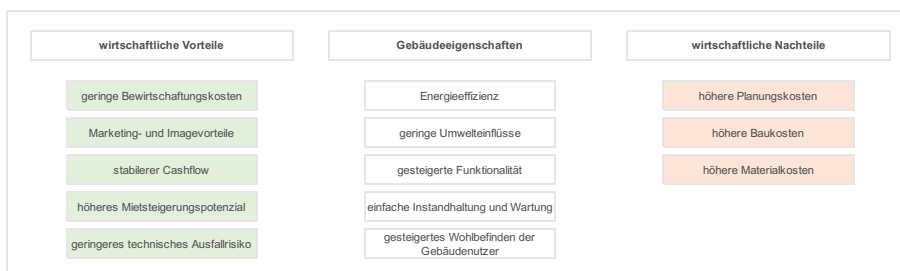 wirtschaftliche Vorteile
geringe Bewirtschaftungskosten
Marketing- und Imagevorteile
stabilerer Cashflow
höheres Mietsteigerungspotenzial
geringeres technisches Ausfallrisiko
Gebäudeeigenschaften
Energieeffizienz
geringe Umwelteinflüsse
gesteigerte Funktionalität
einfache Instandhaltung und Wartung
gesteigertes Wohlbefinden der
Gebäudenutzer
wirtschaftliche Nachteile
höhere Planungskosten
höhere Baukosten
höhere Materialkosten